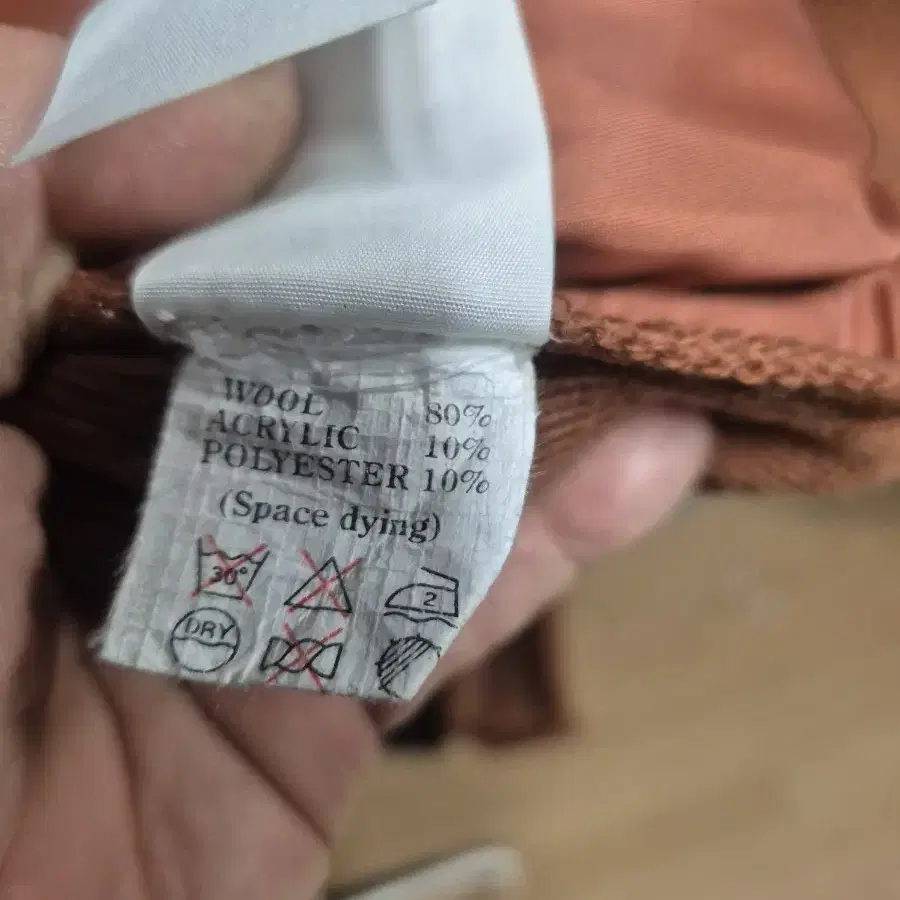 WOOL 80%
ACRYLIC 10%
POLYESTER 10%
(Space dying)
30°
2
DRY